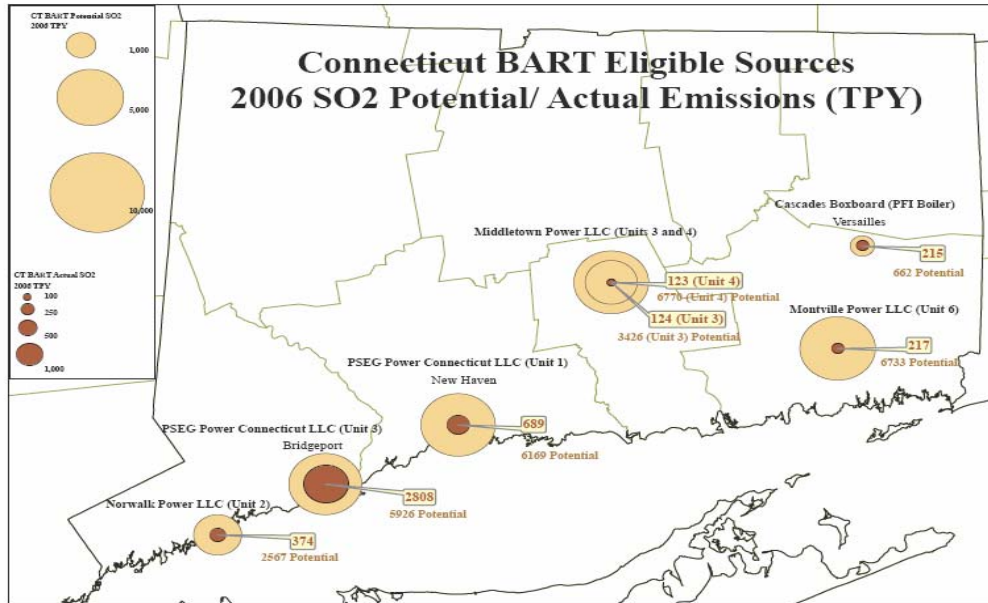 CT BART Potential SO2
2006 TPY
1,000
5,000
10,000
CT BART Actual SO2
2006 TPY
100
250
500
1,000
Connecticut BART Eligible Sources
2006 SO2 Potential/ Actual Emissions (TPY)
Cascades Boxboard (PFI Boiler)
Versailles
215
662 Potential
Middletown Power LLC (Units 3 and 4)
123 (Unit 4)
6770 (Unit 4) Potential
124 (Unit 3)
3426 (Unit 3) Potential
Montville Power LLC (Unit 6)
217
6733 Potential
PSEG Power Connecticut LLC (Unit 1)
New Haven
689
6169 Potential
PSEG Power Connecticut LLC (Unit 3)
Bridgeport
2808
5926 Potential
Norwalk Power LLC (Unit 2)
374
2567 Potential